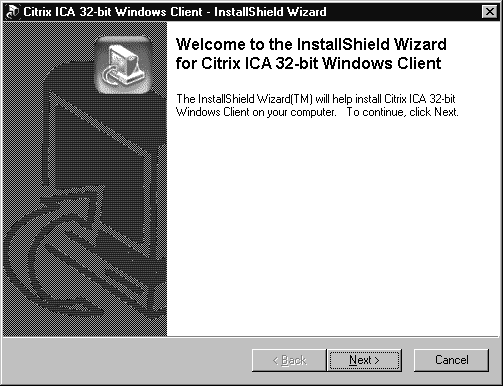 Citrix ICA 32-bit Windows Client - InstallShield Wizard
Welcome to the InstallShield Wizard
for Citrix ICA 32-bit Windows Client
The InstallShield Wizard(TM) will help install Citrix ICA 32-bit
Windows Client on your computer. To continue, click Next.
< Back
Next >
Cancel